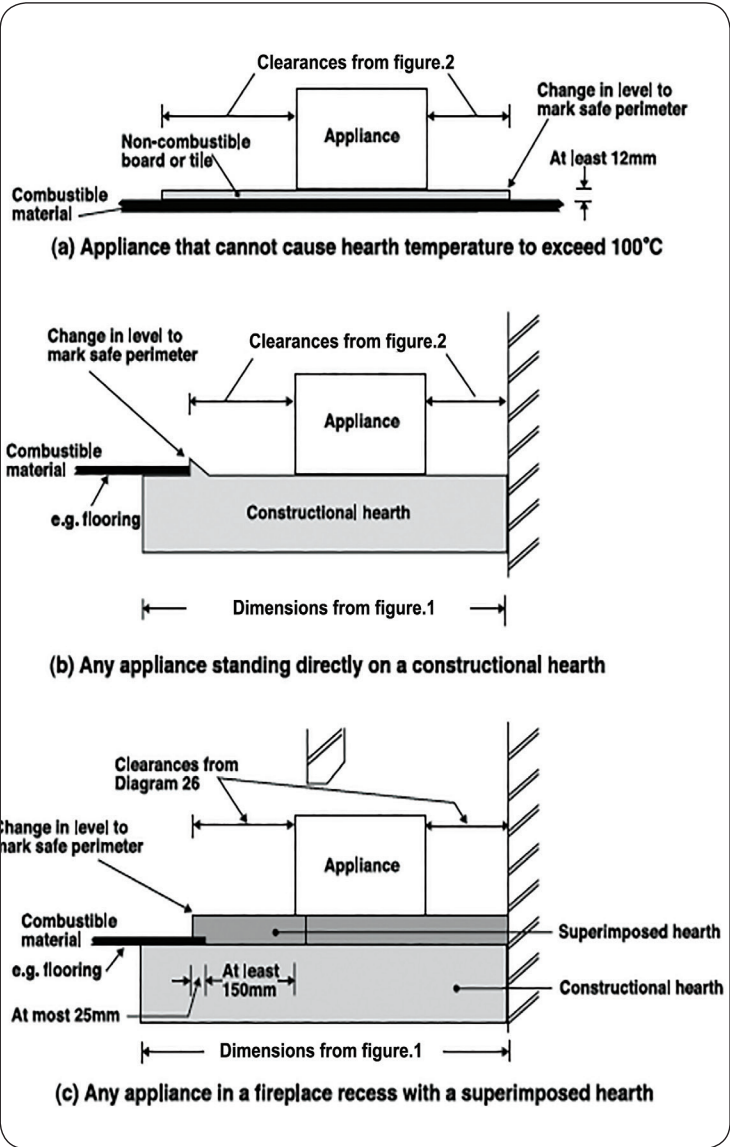 Clearances from figure.2
Change in level to
mark safe perimeter
Appliance
Non-combustible
board or tile
At least 12mm
Combustible
material
(a) Appliance that cannot cause hearth temperature to exceed 100°C
Change in level to
mark safe perimeter
Clearances from figure.2
Appliance
Combustible
material
e.g. flooring
Constructional hearth
Dimensions from figure.1
(b) Any appliance standing directly on a constructional hearth
Clearances from
Diagram 26
Change in level to
mark safe perimeter
Appliance
Combustible
material
Superimposed hearth
e.g. flooring
At least
150mm
Constructional hearth
At most 25mm
Dimensions from figure.1
(c) Any appliance in a fireplace recess with a superimposed hearth